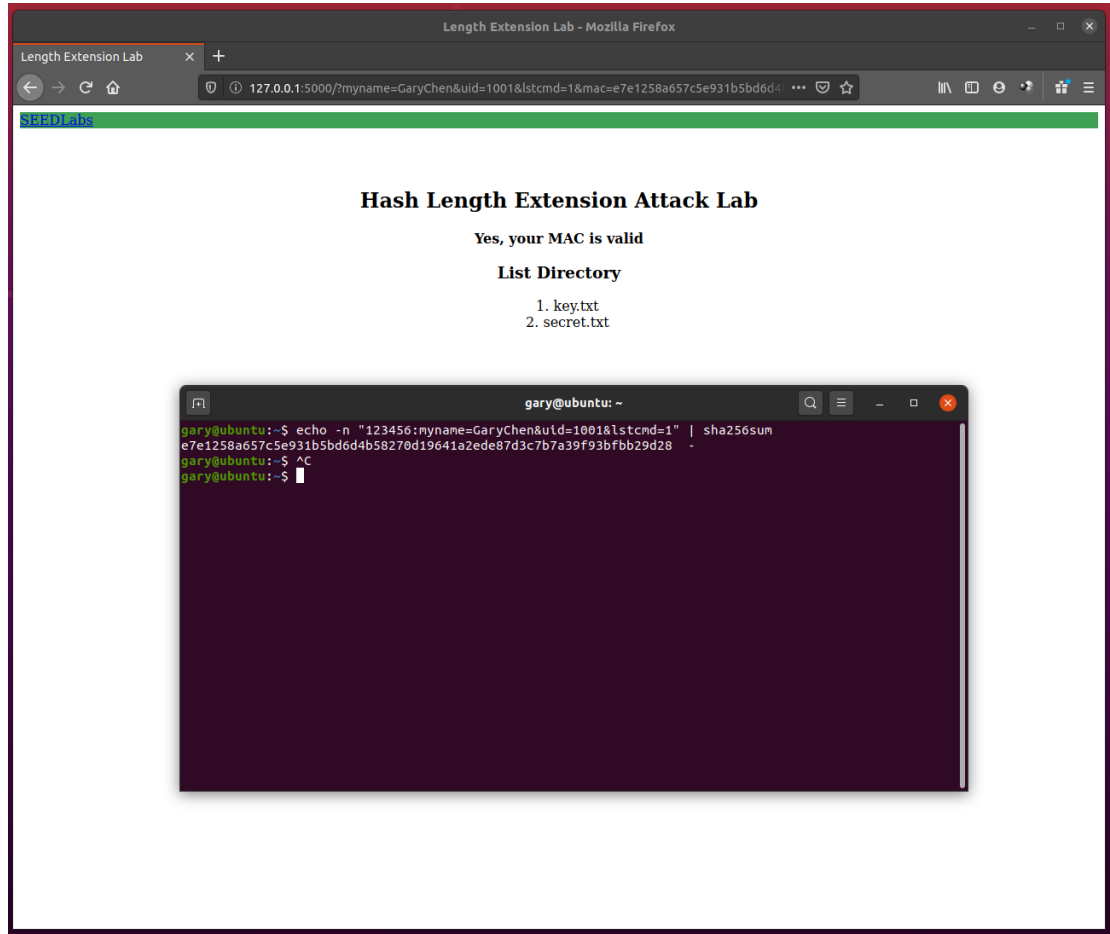 Length Extension Lab - Mozilla Firefox
Length Extension Lab
127.0.0.1:5000/?myname=GaryChen&uid=1001&lstcmd=1&mac=e7e1258a657c5e931b5bd6d4
SEEDLabs
Hash Length Extension Attack Lab
Yes, your MAC is valid
List Directory
1. key.txt
2. secret.txt
gary@ubuntu: ~
gary@ubuntu:~$ echo -n "123456:myname=GaryChen&uid=1001&lstcmd=1" | sha256sum
e7e1258a657c5e931b5bd6d4b58270d19641a2ede87d3c7b7a39f93bfbb29d28  -
gary@ubuntu:~$ ^C
gary@ubuntu:~$